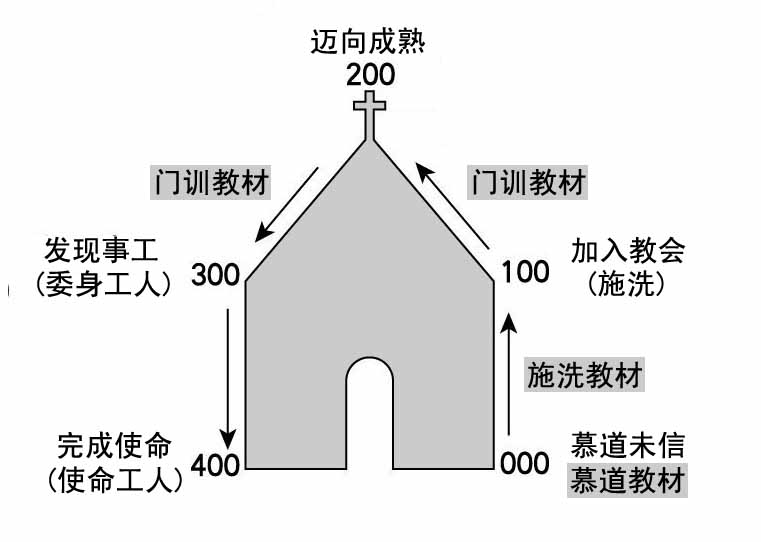 迈向成熟
200
门训教材
门训教材
发现事工
(委身工人)
300
100
加入教会
(施洗)
施洗教材
完成使命
(使命工人)
400
000
慕道未信
慕道教材